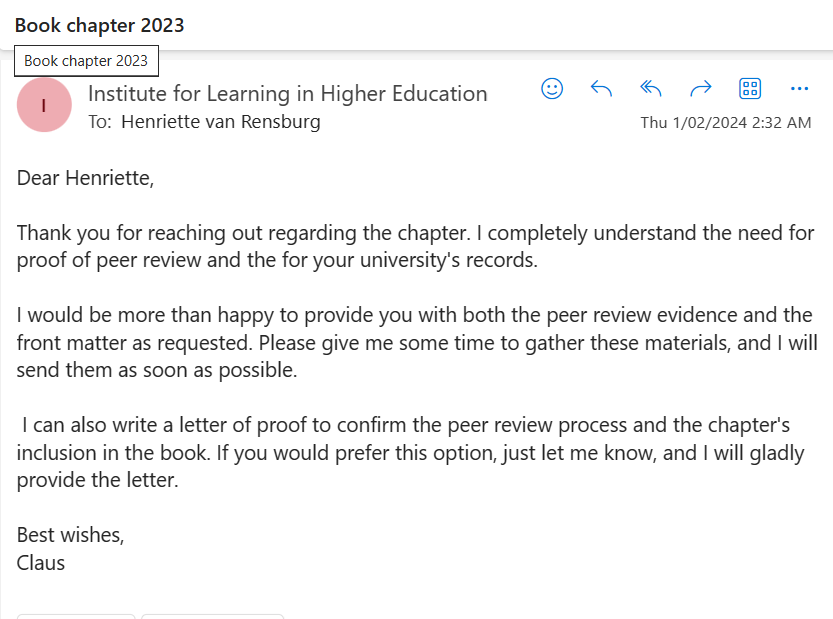 Book chapter 2023
Book chapter 2023
I
Institute for Learning in Higher Education
To: Henriette van Rensburg
Thu 1/02/2024 2:32 AM
Dear Henriette,
Thank you for reaching out regarding the chapter. I completely understand the need for
proof of peer review and the for your university's records.
I would be more than happy to provide you with both the peer review evidence and the
front matter as requested. Please give me some time to gather these materials, and I will
send them as soon as possible.
I can also write a letter of proof to confirm the peer review process and the chapter's
inclusion in the book. If you would prefer this option, just let me know, and I will gladly
provide the letter.
Best wishes,
Claus